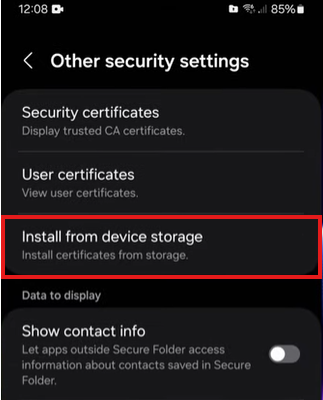 12:08 85%
Other security settings
Security certificates
Display trusted CA certificates.
User certificates
View user certificates.
Install from device storage
Install certificates from storage.
Data to display
Show contact info
Let apps outside Secure Folder access
information about contacts saved in Secure
Folder.